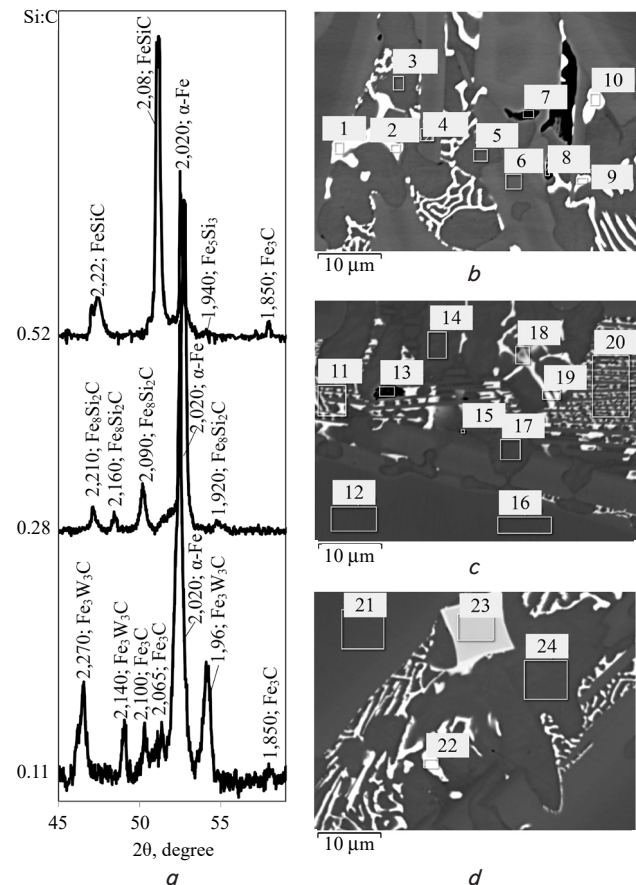 Si:C
2,22; FeSiC
2,08; FeSiC
2,020; α-Fe
1,940; Fe5Si3
1,850; Fe3C
0.52
2,210; Fe8Si2C
2,160; Fe8Si2C
2,090; Fe8Si2C
2,020; α-Fe
1,920; Fe8Si2C
0.28
2,270; Fe3W3C
2,140; Fe3W3C
2,100; Fe3C
2,065; Fe3C
2,020; α-Fe
1,96; Fe3W3C
1,850; Fe3C
0.11
45 50 55
2θ, degree
a
3
10
7
1 2 4 5
6 8 9
10 μm
b
14
18 20
11 13 19
15 17
12 16
10 μm
c
21 23
24
22
10 μm
d